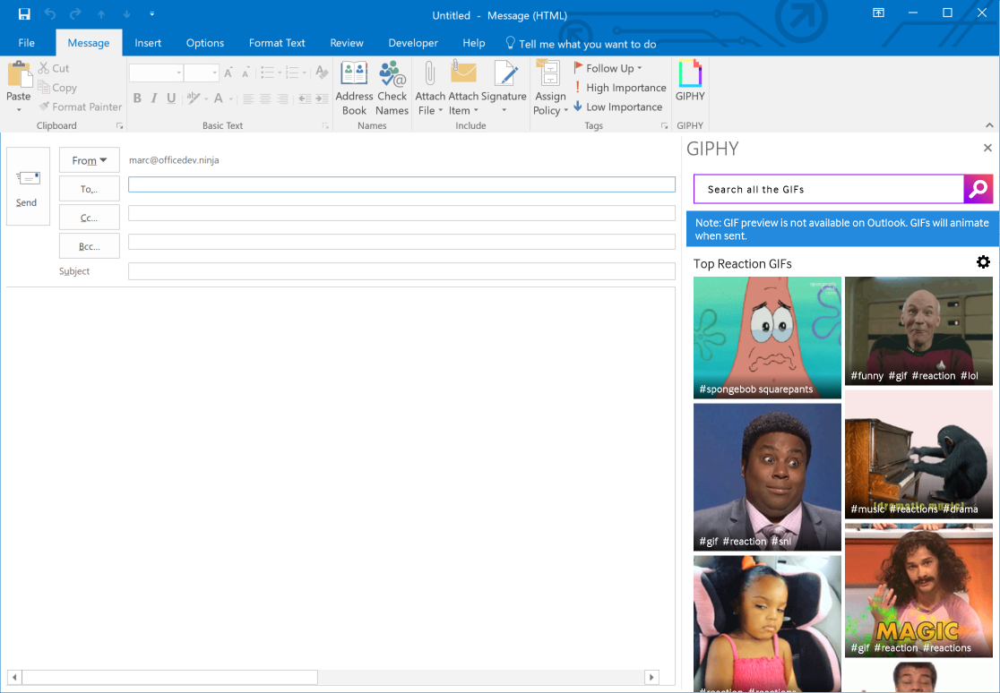 Untitled - Message (HTML)
File Message Insert Options Format Text Review Developer Help Tell me what you want to do
Paste
Cut
Copy
Format Painter
Clipboard
B I U A
Basic Text
Address Book
Check Names
Names
Attach File
Attach Item
Signature
Include
Assign Policy
Follow Up
High Importance
Low Importance
Tags
GIPHY
GIPHY
Send
From
marc@officedev.ninja
To...
Cc...
Bcc...
Subject
GIPHY
Search all the GIFs
Note: GIF preview is not available on Outlook. GIFs will animate
when sent.
Top Reaction GIFs
#spongebob squarepants
#funny #gif #reaction #lol
[dramatic music]
#music #reactions #drama
#gif #reaction #snl
MAGIC
#gif #reaction #reactions
#reaction #reactions